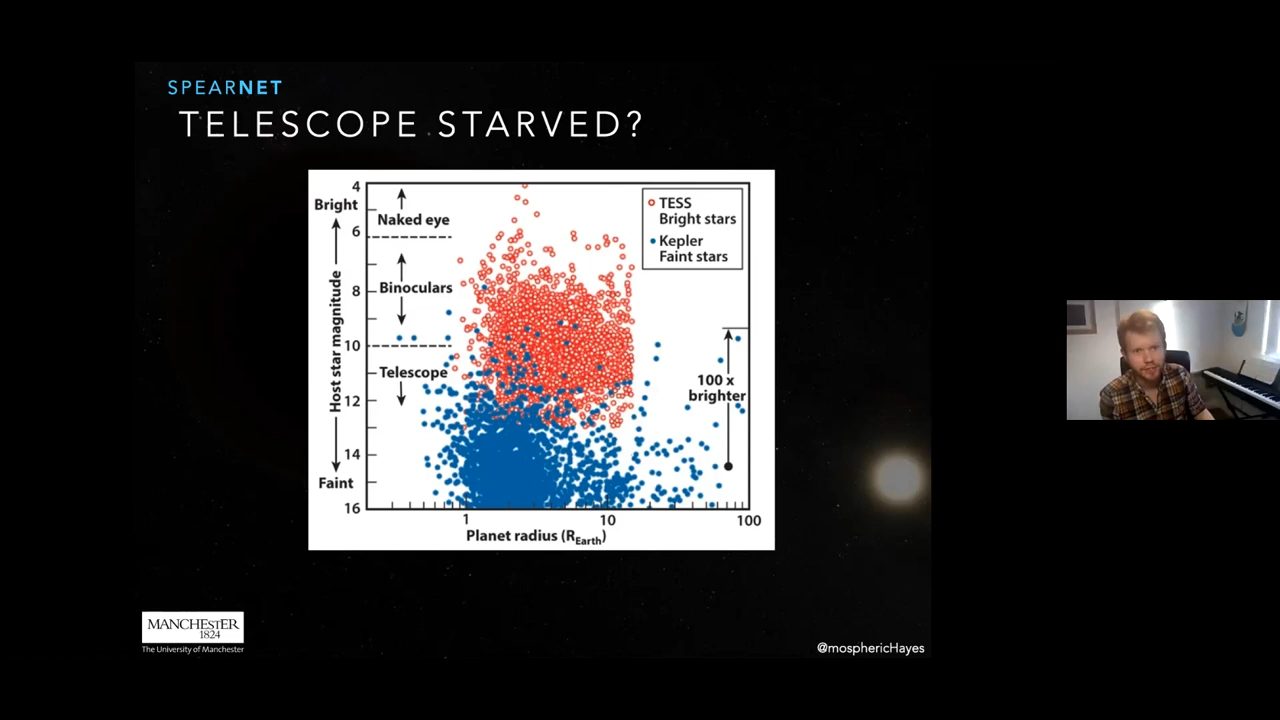 SPEARNET
TELESCOPE STARVED?
4
Bright
Naked eye
6
Binoculars
8
Host star magnitude
10
Telescope
12
14
Faint
16
TESS
Bright stars
Kepler
Faint stars
100 x
brighter
1
10
100
Planet radius (REarth)
MANCHESTER
1824
The University of Manchester
@mosphericHayes